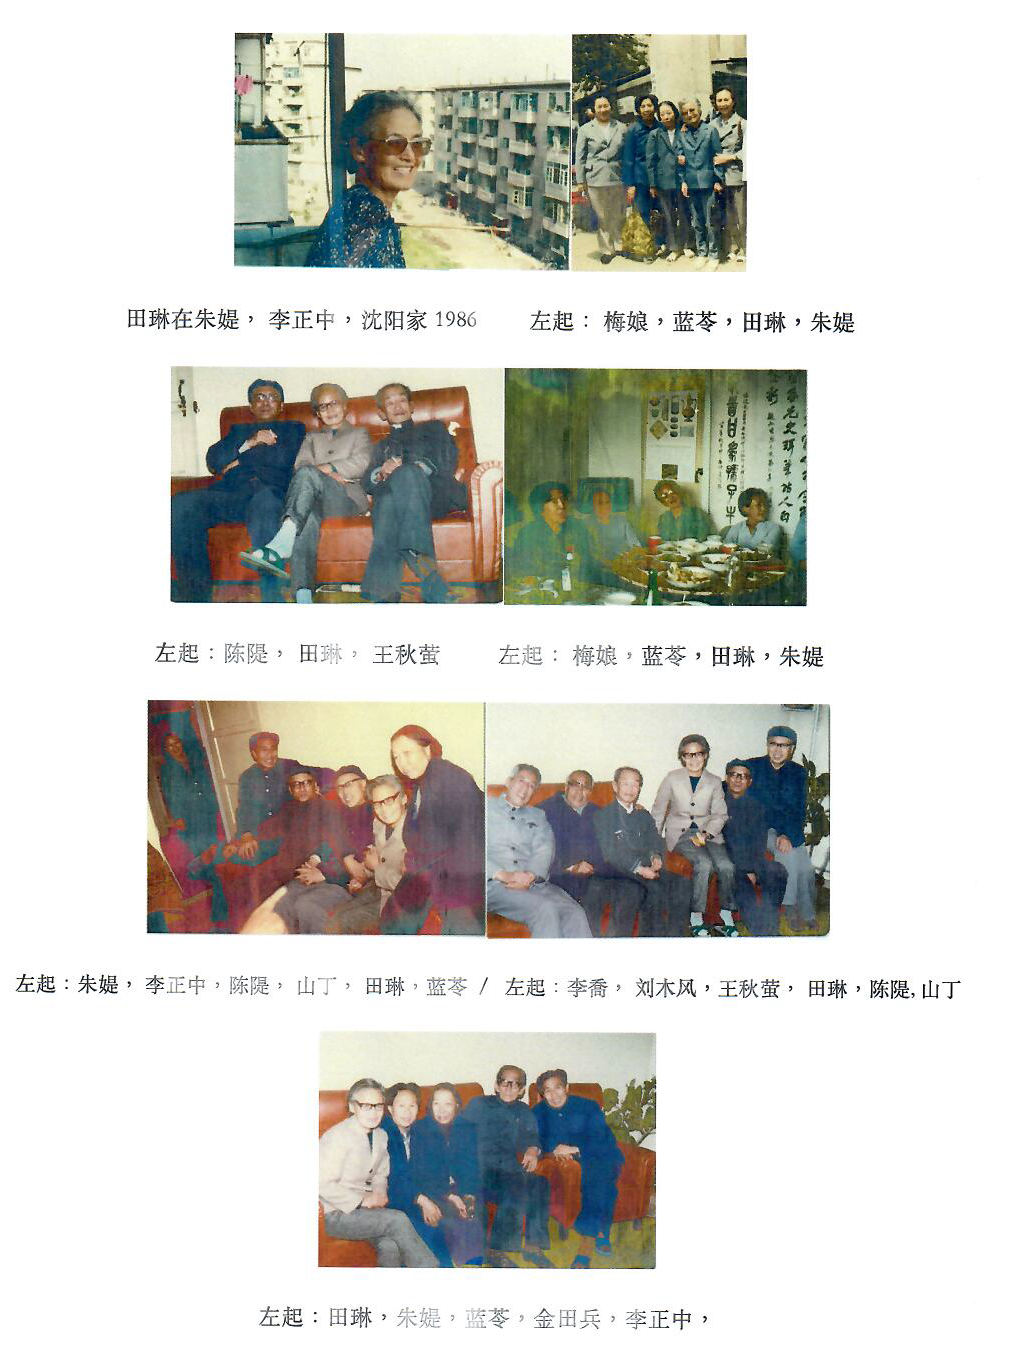 田琳在朱媞， 李正中，沈阳家 1986
左起：梅娘，蓝苓，田琳，朱媞
左起：陈隄， 田琳， 王秋萤
左起：梅娘，蓝苓，田琳，朱媞
左起：朱媞， 李正中，陈隄， 山丁， 田琳，蓝苓 / 左起：李喬， 刘木风，王秋萤， 田琳，陈隄, 山丁
左起：田琳，朱媞，蓝苓，金田兵，李正中，